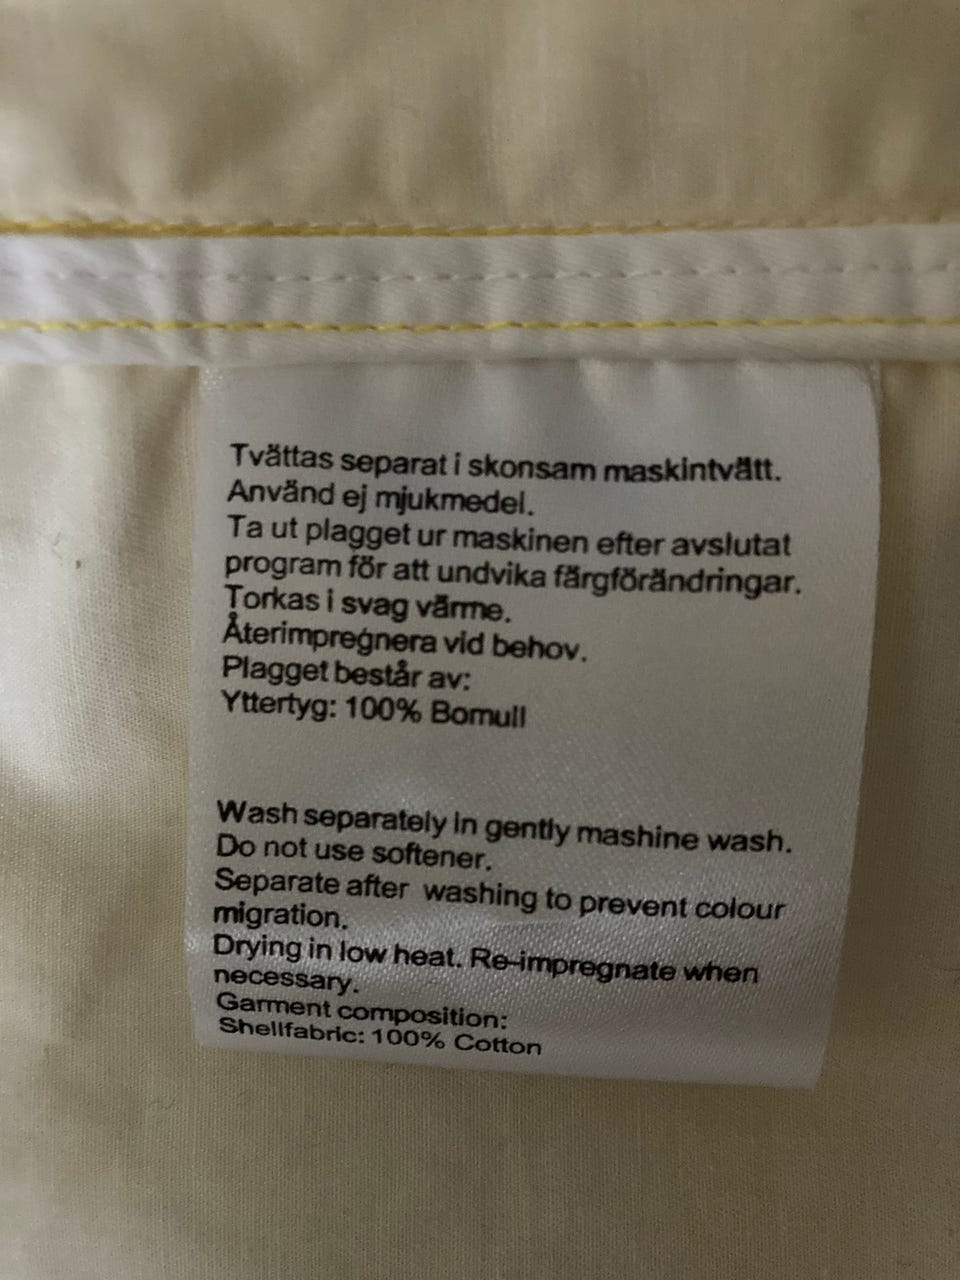 Tvättas separat i skonsam maskintvätt.
Använd ej mjukmedel.
Ta ut plagget ur maskinen efter avslutat
program för att undvika färgförändringar.
Torkas i svag värme.
Återimpregnera vid behov.
Plagget består av:
Yttertyg: 100% Bomull
Wash separately in gently mashine wash.
Do not use softener.
Separate after washing to prevent colour
migration.
Drying in low heat. Re-impregnate when
necessary.
Garment composition:
Shellfabric: 100% Cotton